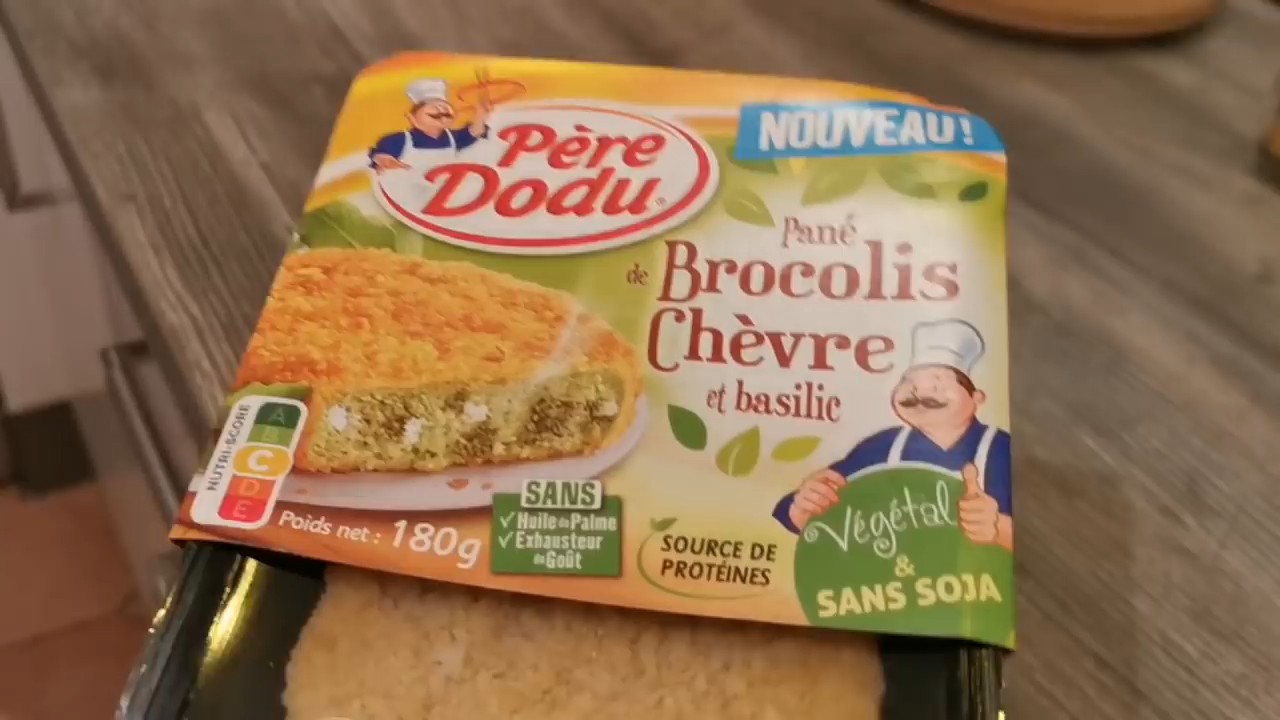 Père
Dodu
NOUVEAU!
Pané
de Brocolis
Chèvre
et basilic
NUTRI-SCORE
A
B
C
D
E
Poids net : 180g
SANS
✓ Huile de Palme
✓ Exhausteur
de Goût
SOURCE DE
PROTÉINES
Végétal
&
SANS SOJA